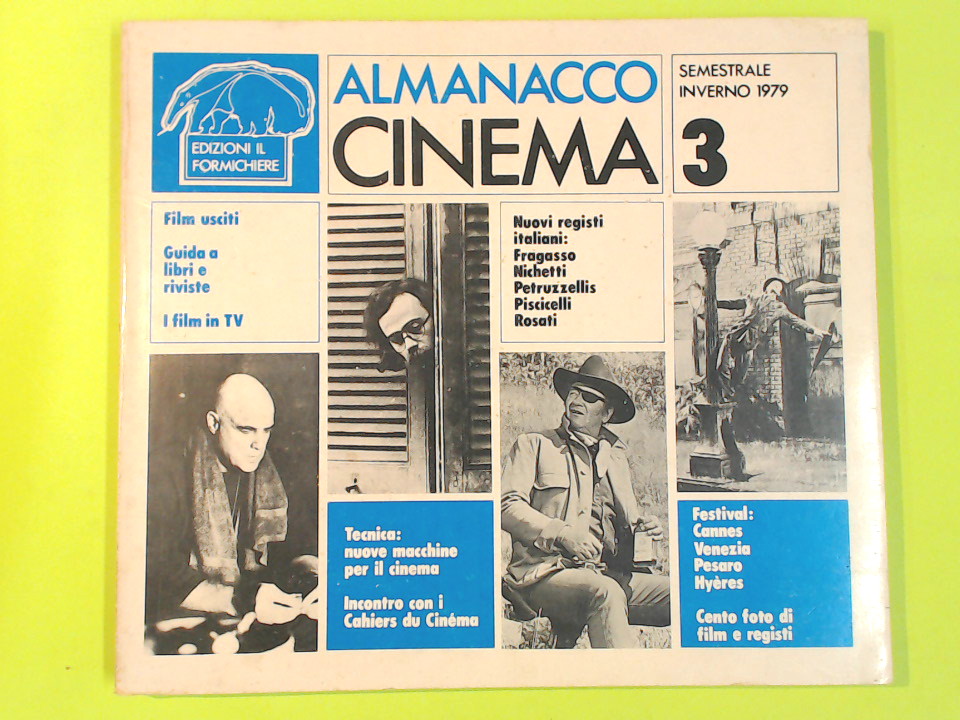 EDIZIONI IL
FORMICHIERE
ALMANACCO
CINEMA
SEMESTRALE
INVERNO 1979
3
Film usciti
Guida a
libri e
riviste
I film in TV
Nuovi registi
italiani:
Fragasso
Nichetti
Petruzzellis
Piscicelli
Rosati
Tecnica:
nuove macchine
per il cinema
Incontro con i
Cahiers du Cinéma
Festival:
Cannes
Venezia
Pesaro
Hyères
Cento foto di
film e registi